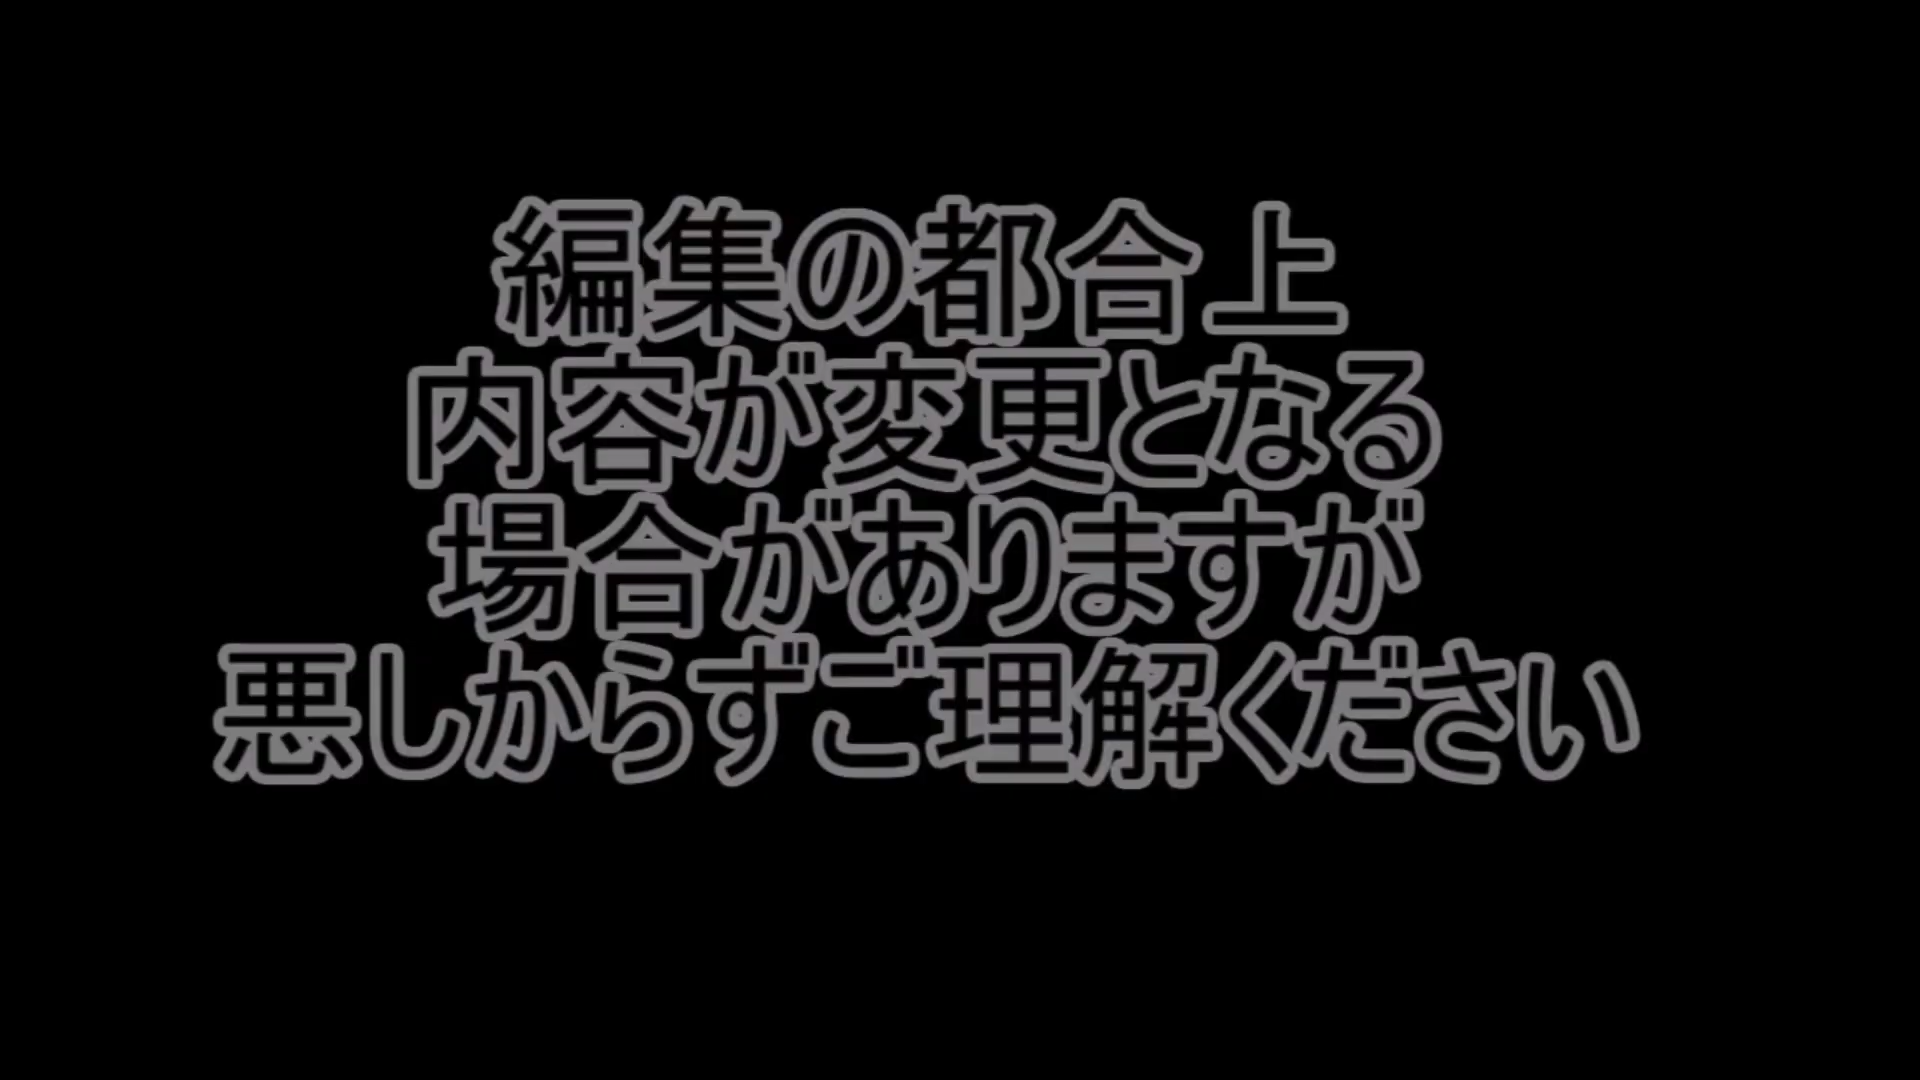 編集の都合上
内容が変更となる
場合がありますが
悪しからずご理解ください